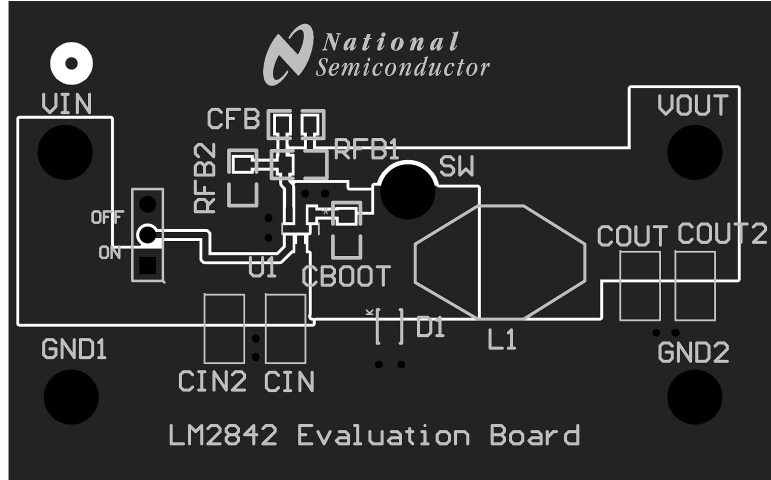 National
Semiconductor
VIN
VOUT
CFB
RFB1
RFB2
SW
OFF
ON
U1
CBOOT
COUT
COUT2
K
D1
L1
GND1
GND2
CIN2
CIN
LM2842 Evaluation Board